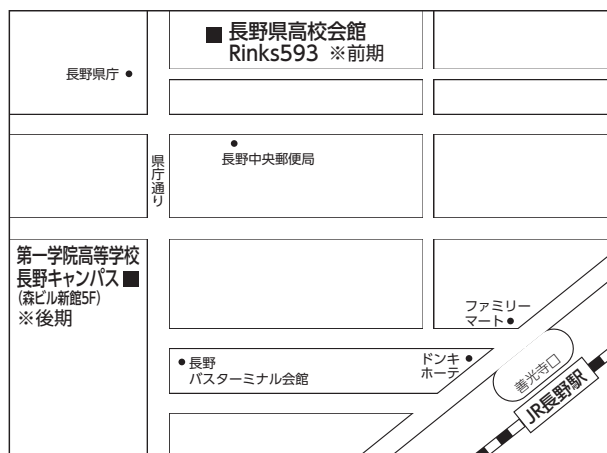 ■ 長野県高校会館
Rinks593 ※前期
長野県庁 ●
県庁通り
●
長野中央郵便局
第一学院高等学校
長野キャンパス ■
(森ビル新館5F)
※後期
ファミリー
マート ●
● 長野
バスターミナル会館
ドンキ ●
ホーテ
善光寺口
JR長野駅